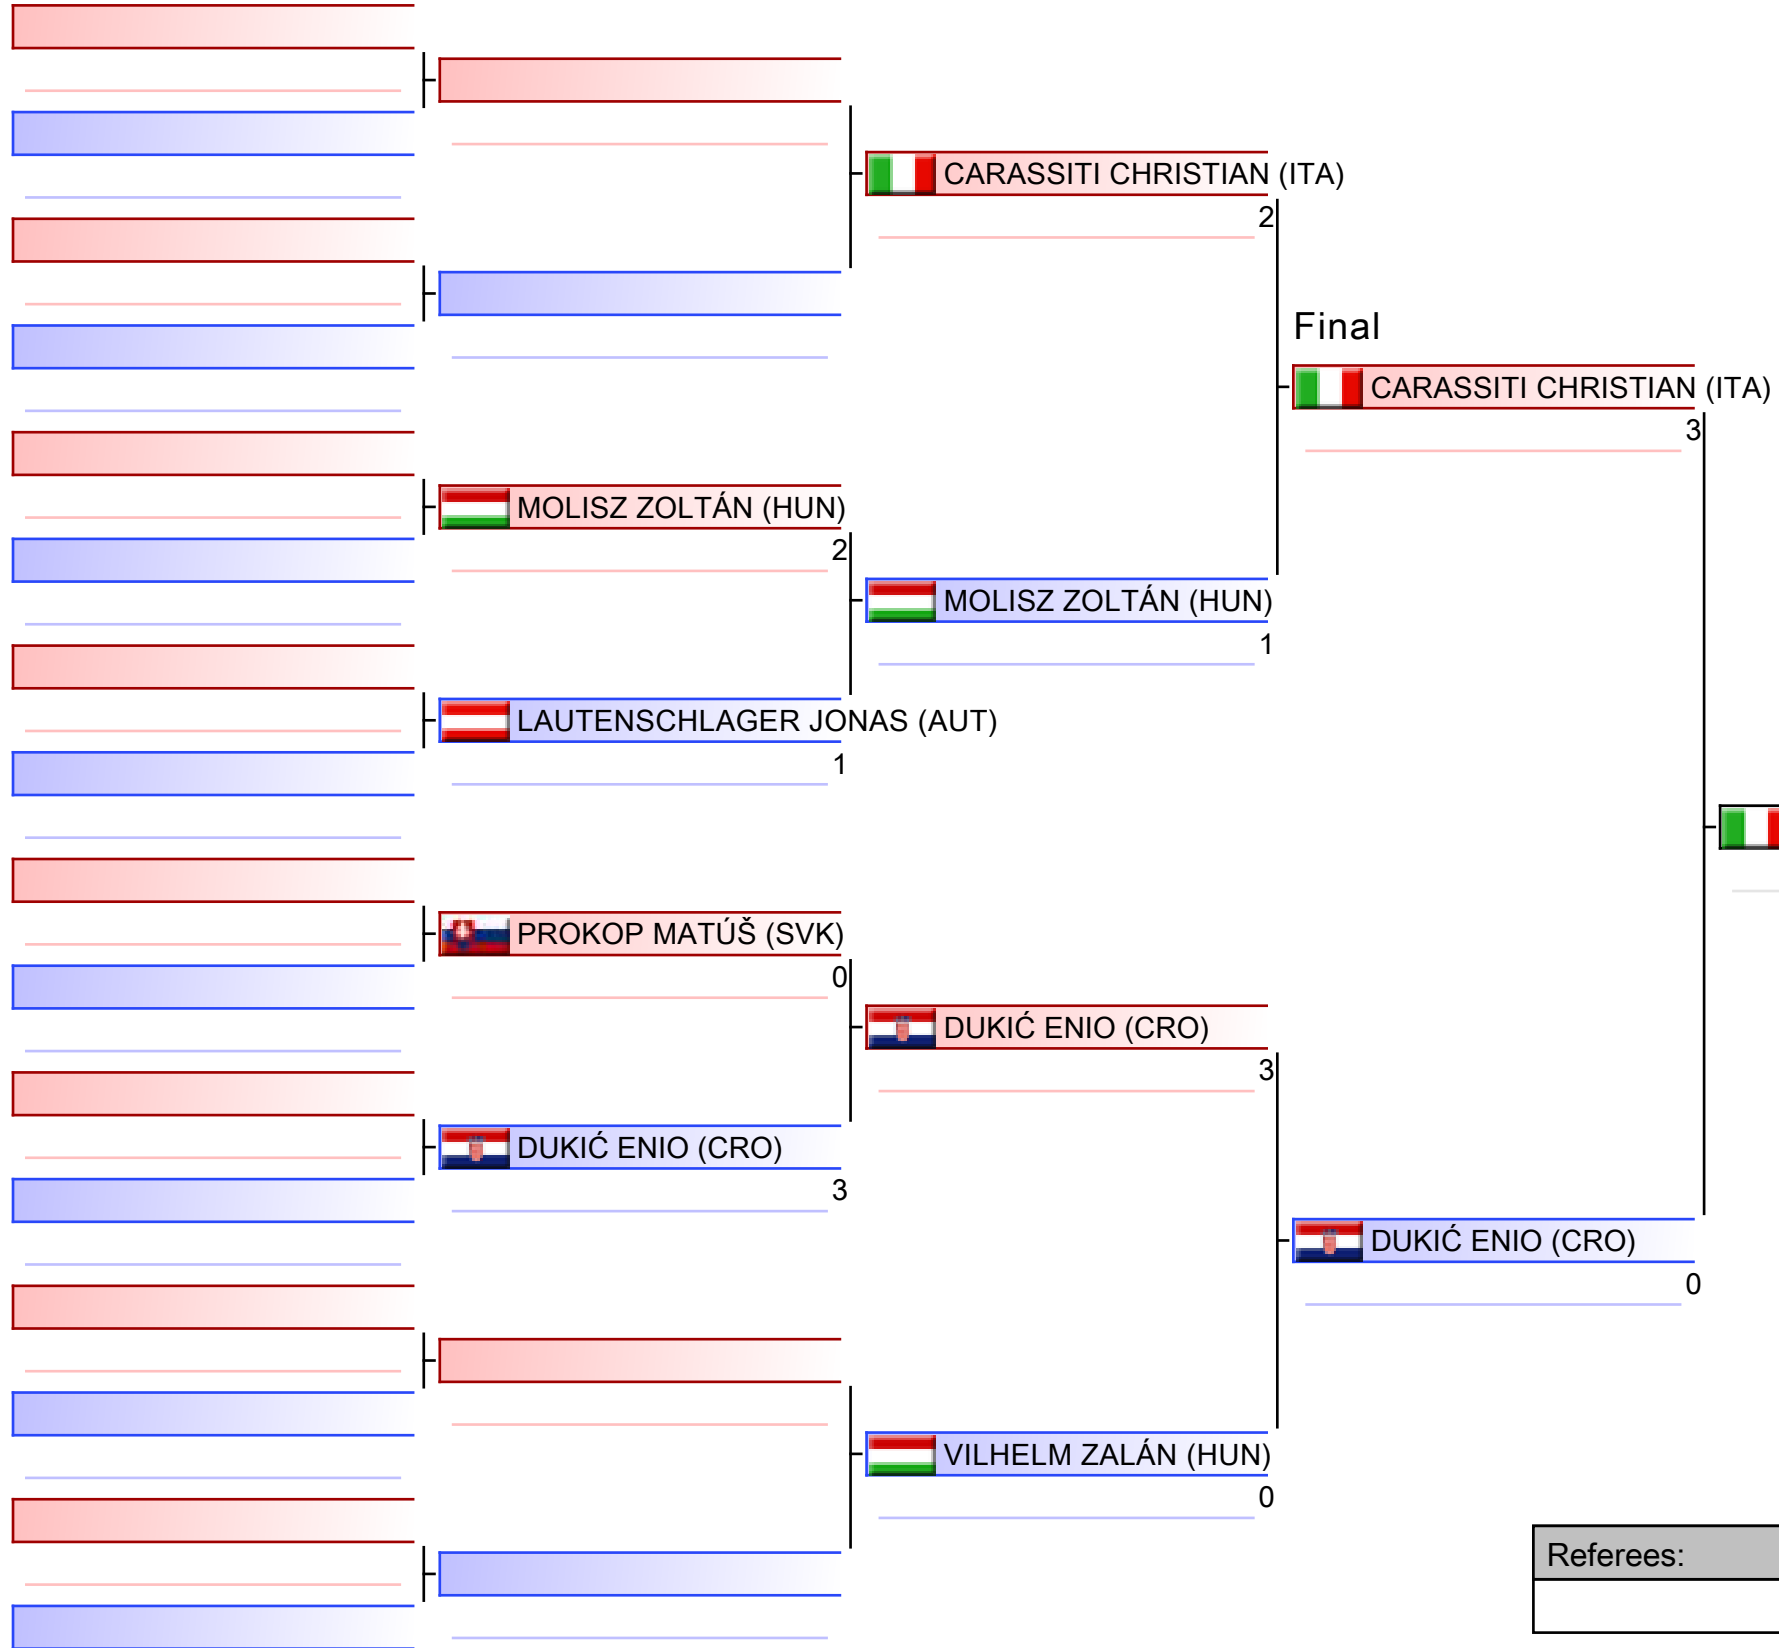 CARASSITI CHRISTIAN (ITA)
2
Final
CARASSITI CHRISTIAN (ITA)
3
MOLISZ ZOLTÁN (HUN)
2
MOLISZ ZOLTÁN (HUN)
1
LAUTENSCHLAGER JONAS (AUT)
1
PROKOP MATÚŠ (SVK)
0
DUKIĆ ENIO (CRO)
3
DUKIĆ ENIO (CRO)
3
DUKIĆ ENIO (CRO)
0
VILHELM ZALÁN (HUN)
0
Referees: